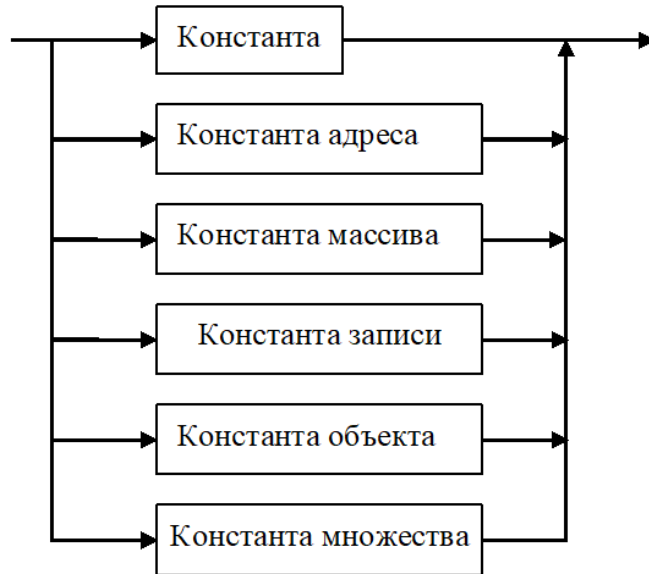 Константа
Константа адреса
Константа массива
Константа записи
Константа объекта
Константа множества